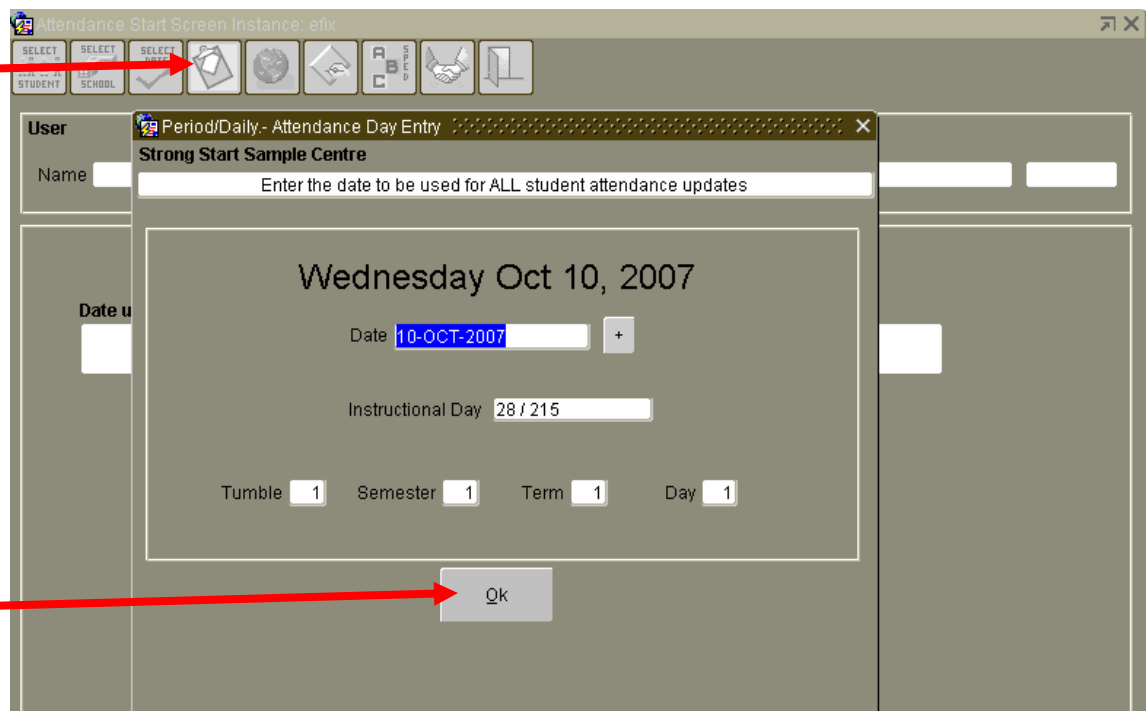 Attendance Start Screen Instance: efix
SELECT STUDENT
SELECT SCHOOL
SELECT DATE
A B C SPED
User
Name
Period/Daily.- Attendance Day Entry
Strong Start Sample Centre
Enter the date to be used for ALL student attendance updates
Wednesday Oct 10, 2007
Date u
Date 10-OCT-2007 +
Instructional Day 28 / 215
Tumble 1 Semester 1 Term 1 Day 1
Ok